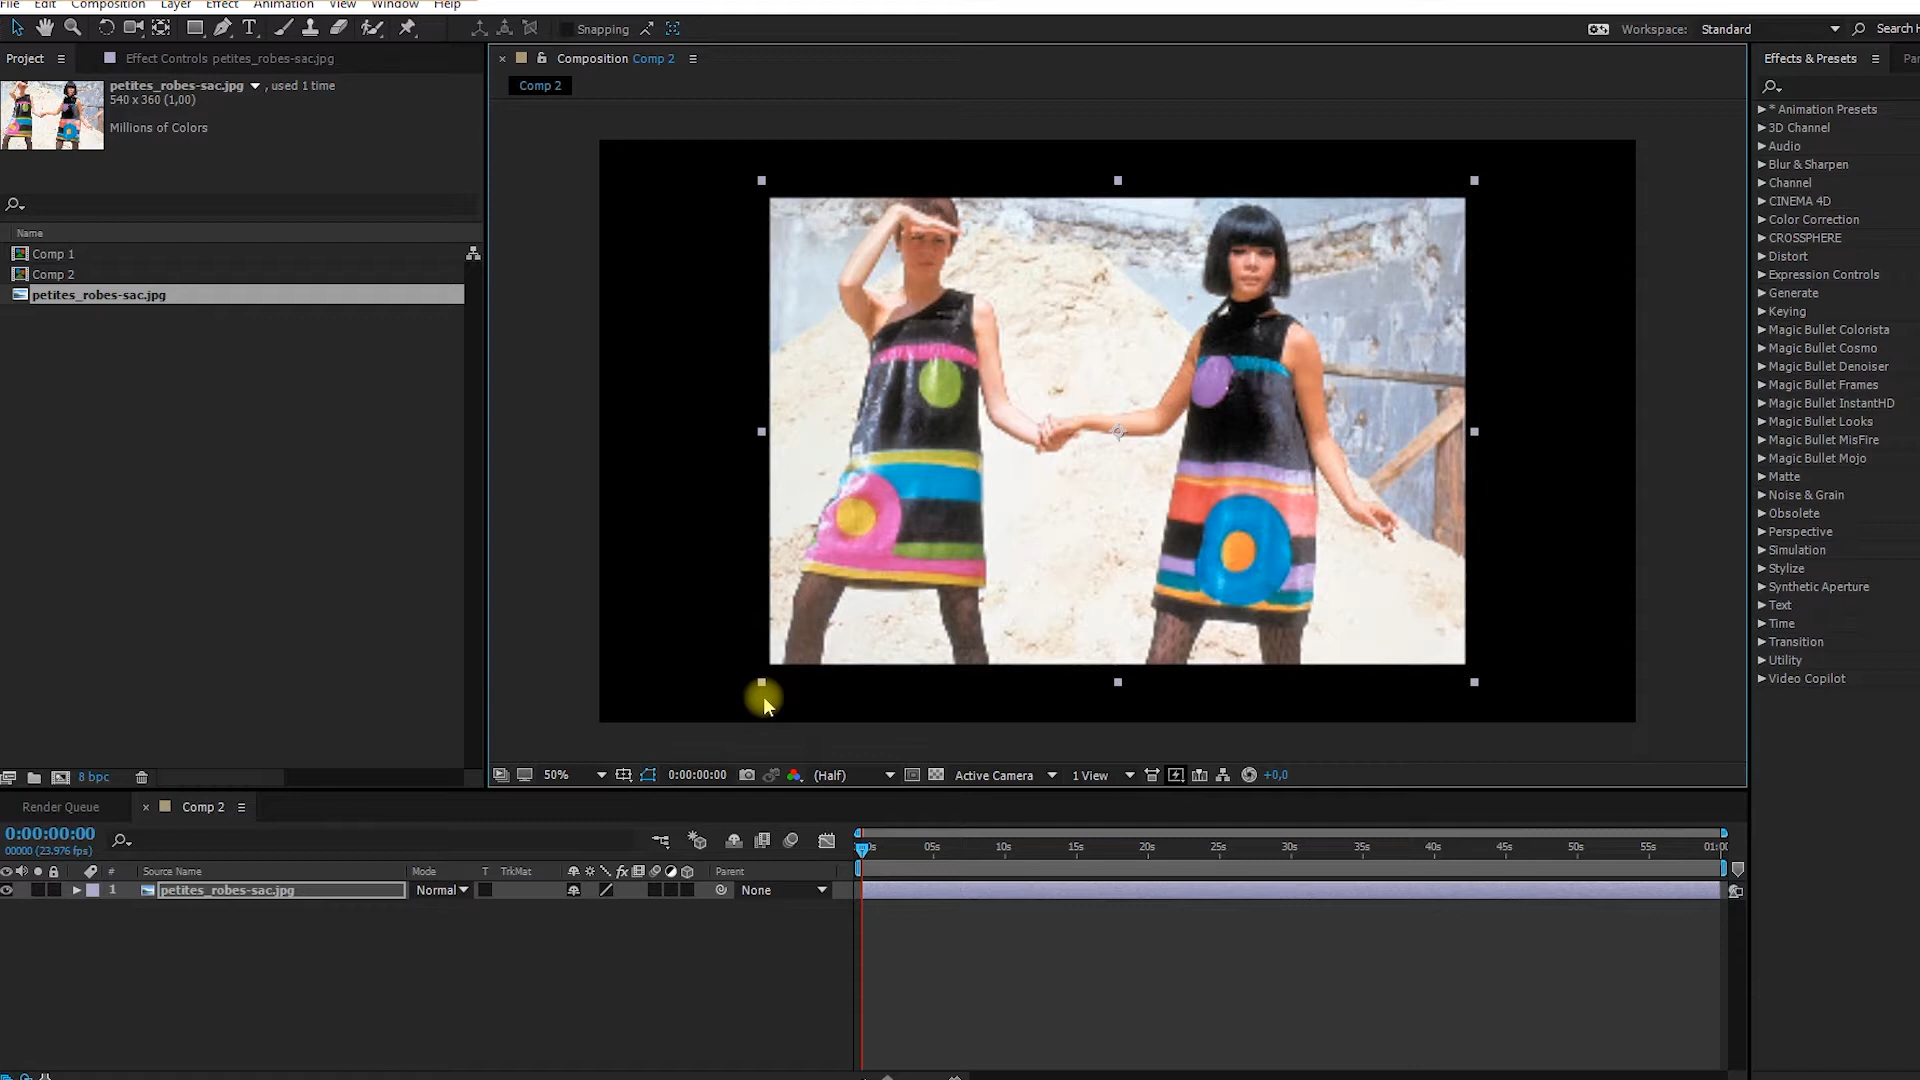 File Edit Composition Layer Effect Animation View Window Help
Snapping
Workspace: Standard
Search H
Project
Effect Controls petites_robes-sac.jpg
petites_robes-sac.jpg , used 1 time
540 x 360 (1,00)
Millions of Colors
Name
Comp 1
Comp 2
petites_robes-sac.jpg
8 bpc
Composition Comp 2
Comp 2
50%
0:00:00:00
(Half)
Active Camera
1 View
+0,0
Effects & Presets
Par
* Animation Presets
3D Channel
Audio
Blur & Sharpen
Channel
CINEMA 4D
Color Correction
CROSSPHERE
Distort
Expression Controls
Generate
Keying
Magic Bullet Colorista
Magic Bullet Cosmo
Magic Bullet Denoiser
Magic Bullet Frames
Magic Bullet InstantHD
Magic Bullet Looks
Magic Bullet MisFire
Magic Bullet Mojo
Matte
Noise & Grain
Obsolete
Perspective
Simulation
Stylize
Synthetic Aperture
Text
Time
Transition
Utility
Video Copilot
Render Queue
Comp 2
0:00:00:00
00000 (23.976 fps)
05s 10s 15s 20s 25s 30s 35s 40s 45s 50s 55s 01:00
# Source Name Mode T TrkMat fx Parent
1 petites_robes-sac.jpg Normal None